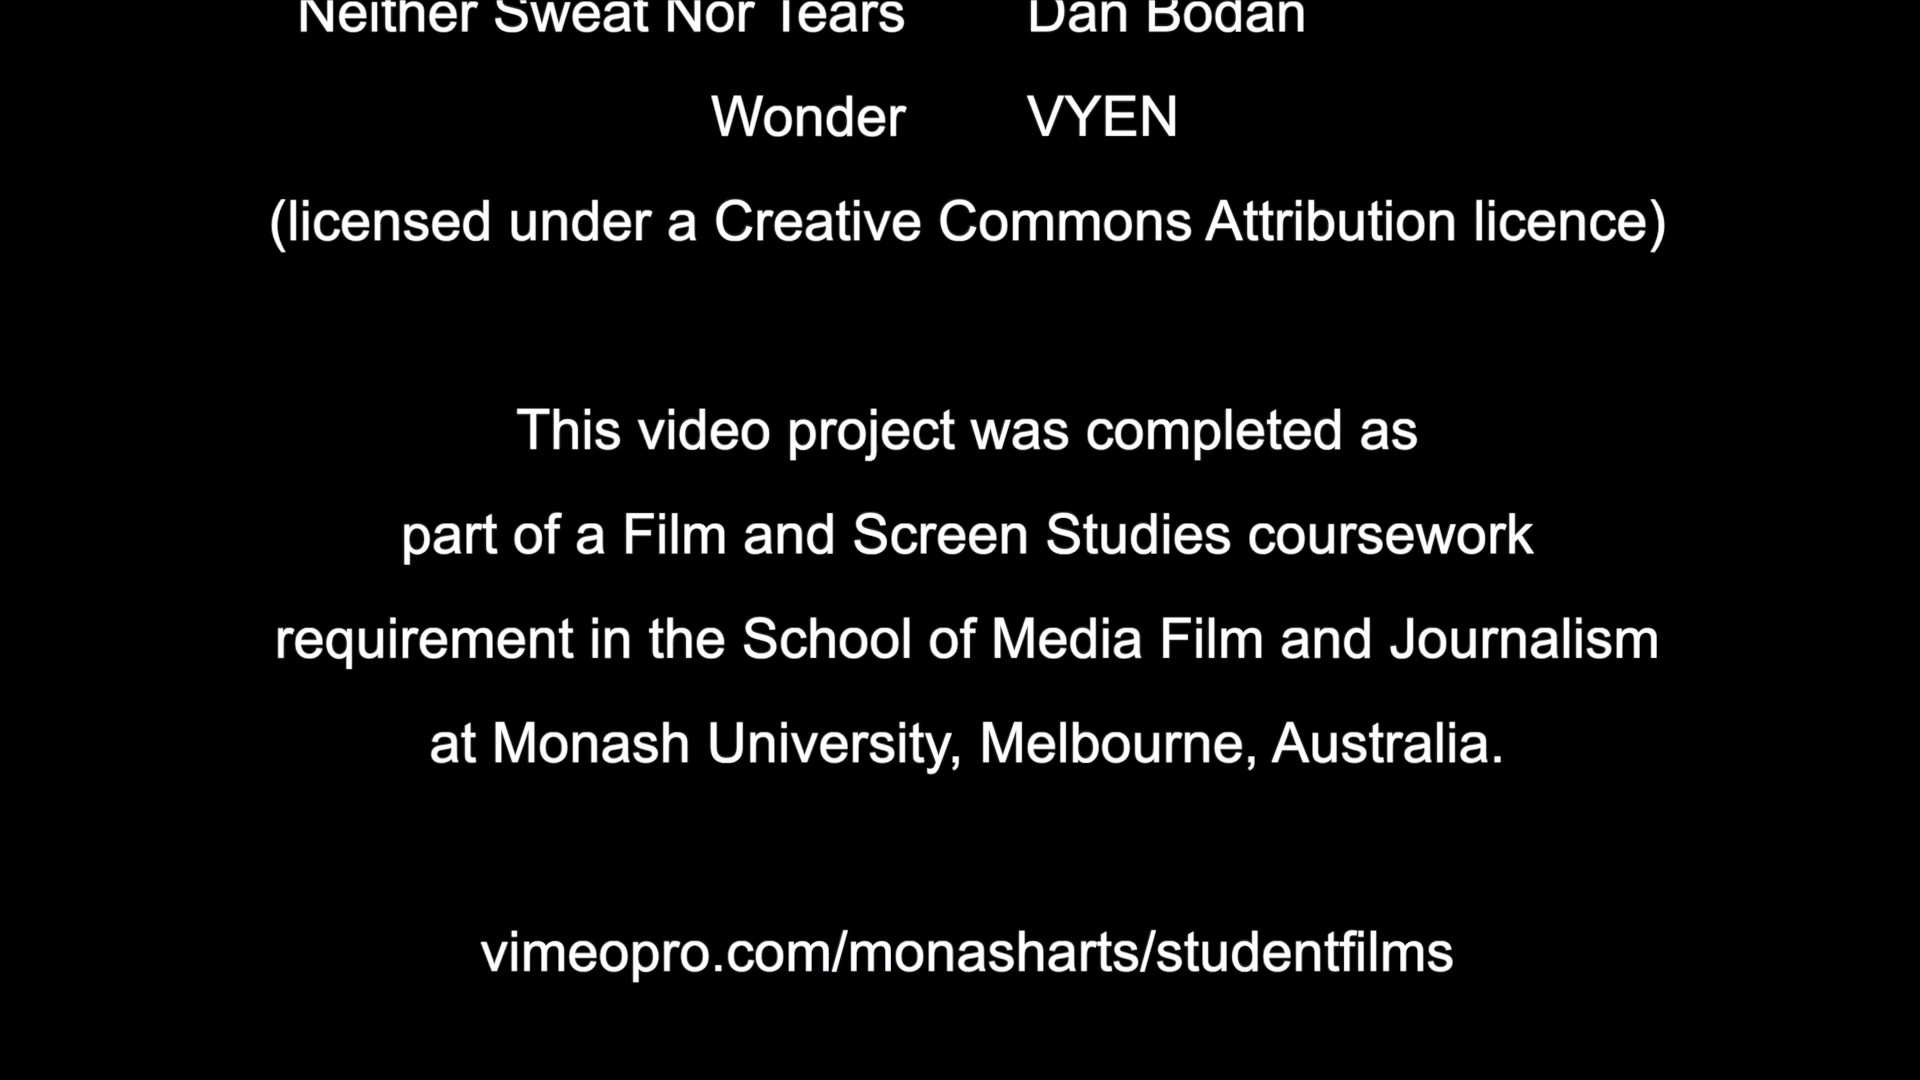 Neither Sweat Nor Tears Dan Bodan
Wonder VYEN
(licensed under a Creative Commons Attribution licence)
This video project was completed as
part of a Film and Screen Studies coursework
requirement in the School of Media Film and Journalism
at Monash University, Melbourne, Australia.
vimeopro.com/monasharts/studentfilms